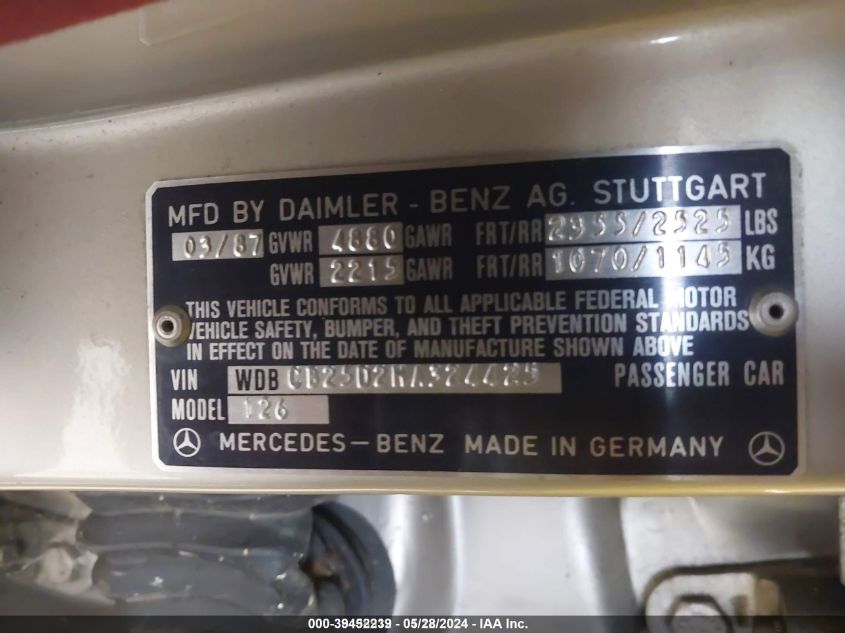 MFD BY DAIMLER - BENZ AG. STUTTGART
03/87 GVWR 4880 GAWR FRT/RR 2355/2525 LBS
GVWR 2215 GAWR FRT/RR 1070/1145 KG
THIS VEHICLE CONFORMS TO ALL APPLICABLE FEDERAL MOTOR
VEHICLE SAFETY, BUMPER, AND THEFT PREVENTION STANDARDS
IN EFFECT ON THE DATE OF MANUFACTURE SHOWN ABOVE
VIN WDB CB25D2HA324425 PASSENGER CAR
MODEL 126
MERCEDES-BENZ MADE IN GERMANY
000-39452239 - 05/28/2024 - IAA Inc.